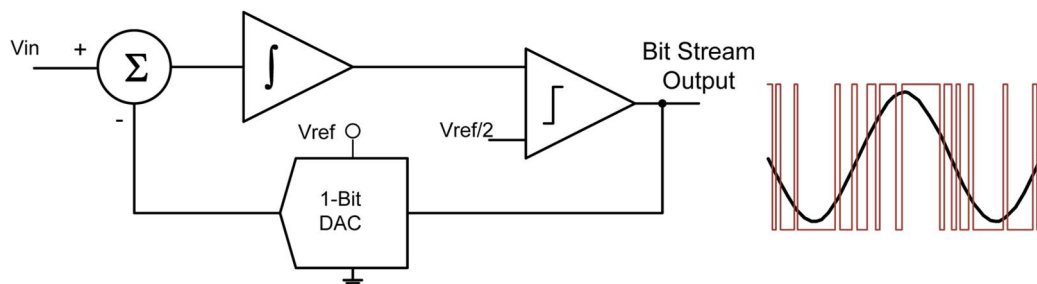 Vin
+
Σ
-
∫
Bit Stream
Output
Vref/2
Vref
1-Bit
DAC